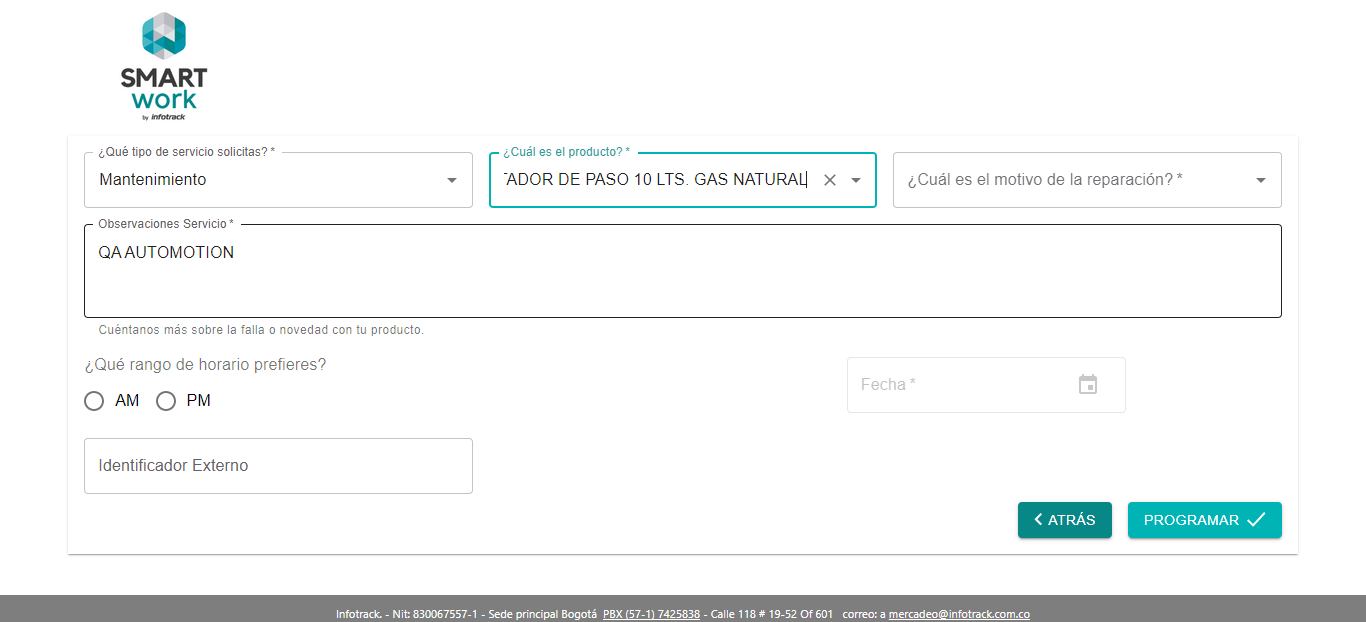 SMART
work
by infotrack
¿Qué tipo de servicio solicitas? *
Mantenimiento
¿Cuál es el producto? *
TADOR DE PASO 10 LTS. GAS NATURAL
¿Cuál es el motivo de la reparación? *
Observaciones Servicio *
QA AUTOMOTION
Cuéntanos más sobre la falla o novedad con tu producto.
¿Qué rango de horario prefieres?
AM
PM
Fecha *
Identificador Externo
ATRÁS
PROGRAMAR
Infotrack. - Nit: 830067557-1 - Sede principal Bogotá PBX (57-1) 7425838 - Calle 118 # 19-52 Of 601 correo: a mercadeo@infotrack.com.co